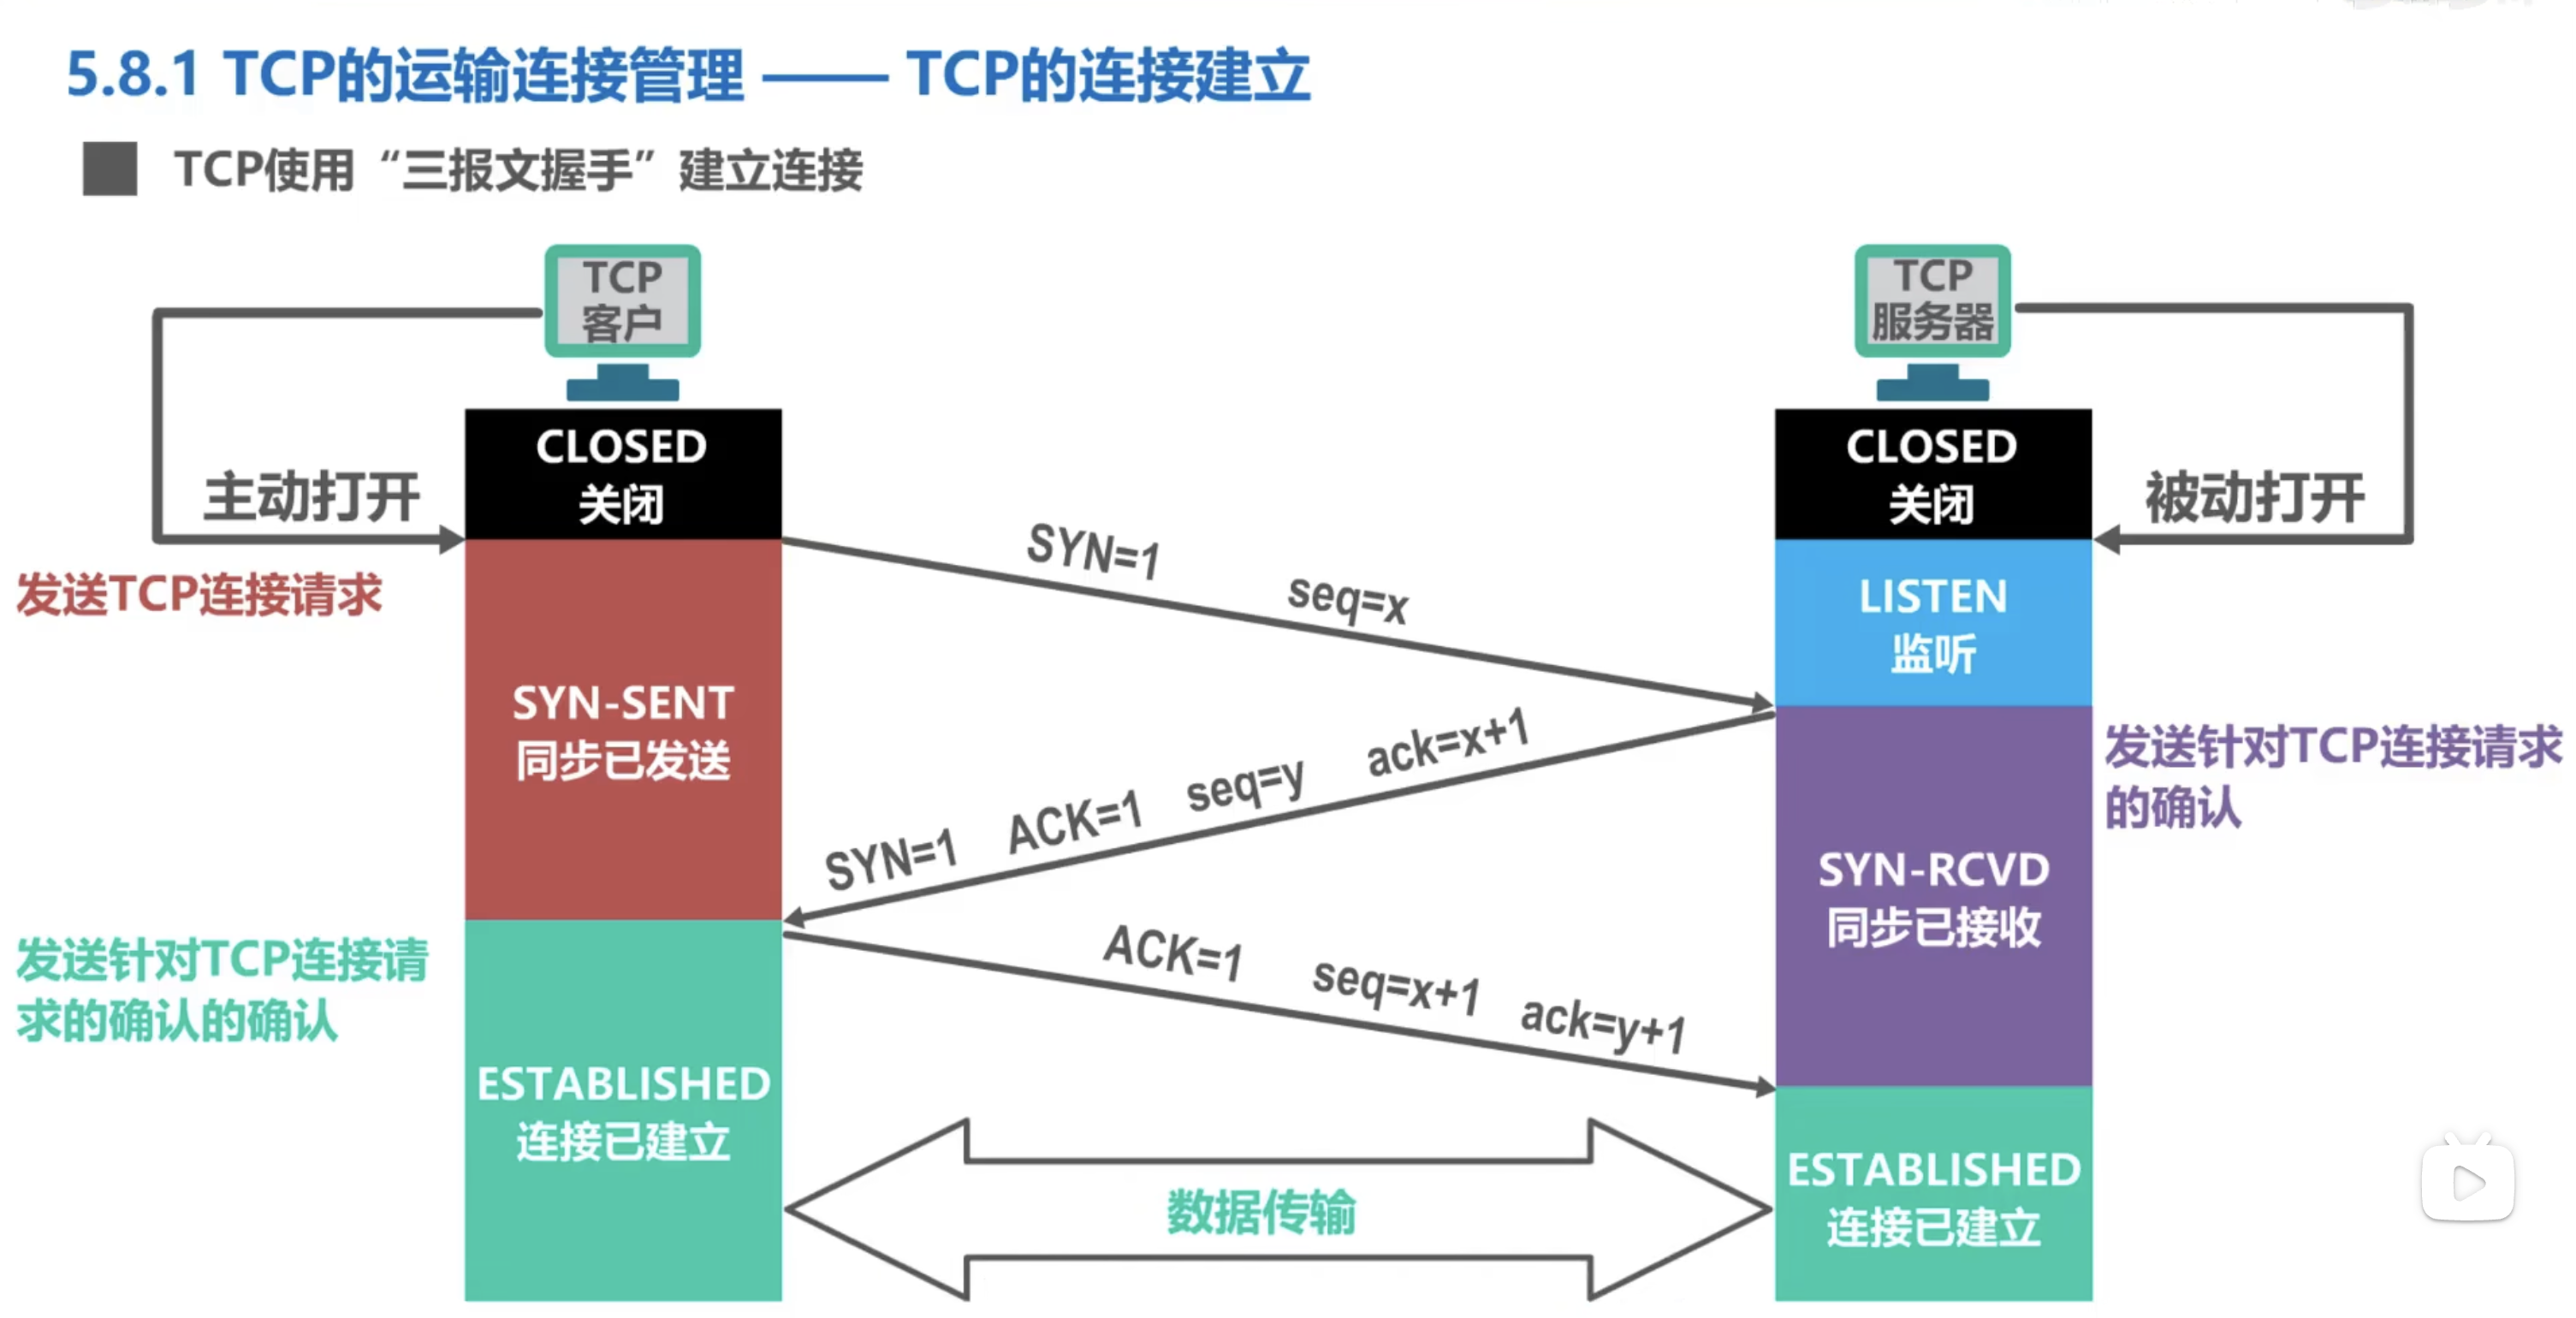 5.8.1 TCP的运输连接管理 —— TCP的连接建立
TCP使用“三报文握手”建立连接
TCP
客户
TCP
服务器
CLOSED
关闭
CLOSED
关闭
主动打开
被动打开
发送TCP连接请求
SYN=1 seq=x
LISTEN
监听
SYN-SENT
同步已发送
SYN=1 ACK=1 seq=y ack=x+1
发送针对TCP连接请求
的确认
SYN-RCVD
同步已接收
发送针对TCP连接请
求的确认的确认
ACK=1 seq=x+1 ack=y+1
ESTABLISHED
连接已建立
ESTABLISHED
连接已建立
数据传输